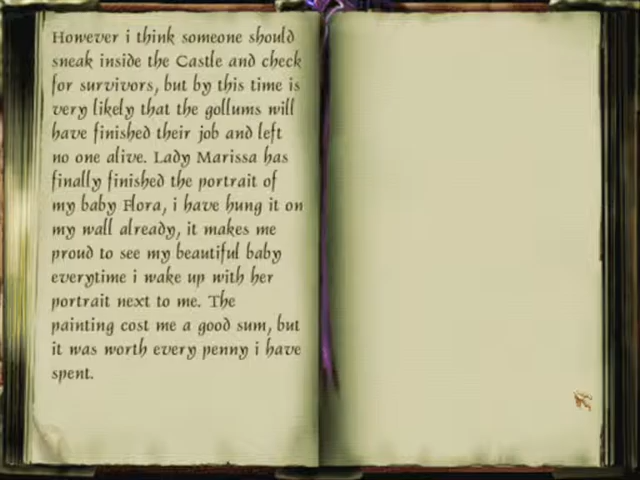 However i think someone should
sneak inside the Castle and check
for survivors, but by this time is
very likely that the gollums will
have finished their job and left
no one alive. Lady Marissa has
finally finished the portrait of
my baby Flora, i have hung it on
my wall already, it makes me
proud to see my beautiful baby
everytime i wake up with her
portrait next to me. The
painting cost me a good sum, but
it was worth every penny i have
spent.